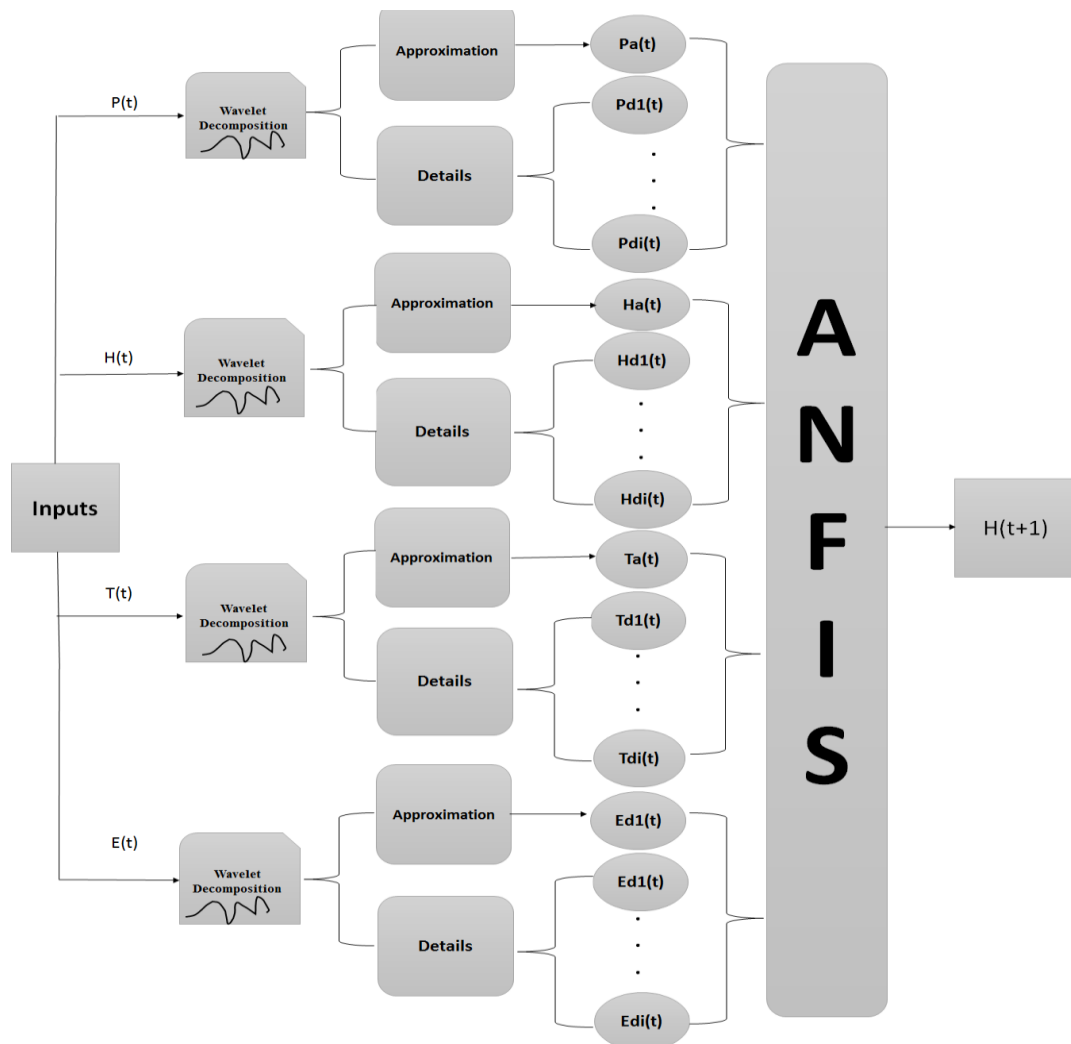 Inputs
P(t)
Wavelet
Decomposition
Approximation
Pa(t)
Details
Pd1(t)
Pdi(t)
H(t)
Wavelet
Decomposition
Approximation
Ha(t)
Details
Hd1(t)
Hdi(t)
T(t)
Wavelet
Decomposition
Approximation
Ta(t)
Details
Td1(t)
Tdi(t)
E(t)
Wavelet
Decomposition
Approximation
Ed1(t)
Details
Ed1(t)
Edi(t)
A
N
F
I
S
H(t+1)